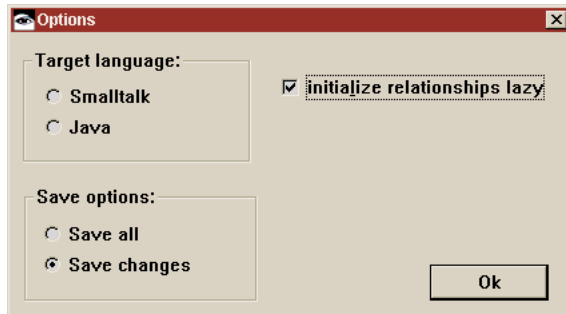 Options
Target language:
Smalltalk
Java
initialize relationships lazy
Save options:
Save all
Save changes
Ok